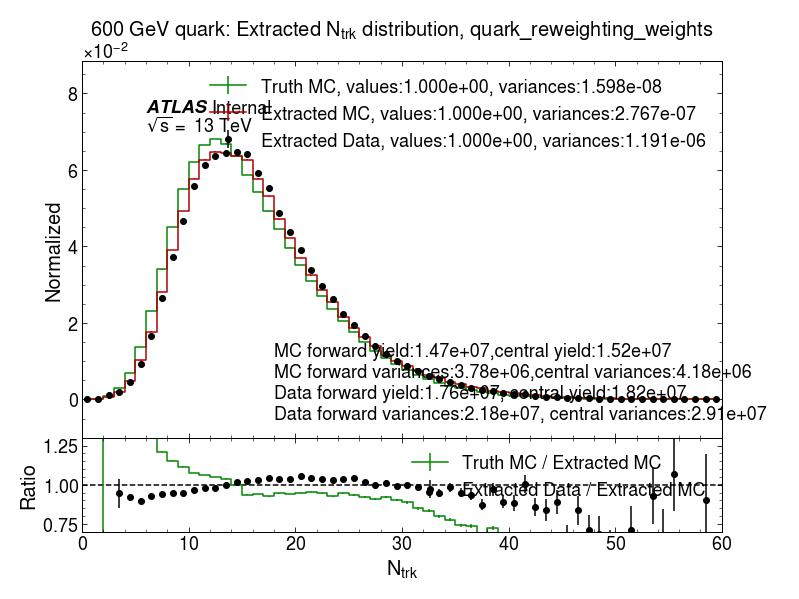 600 GeV quark: Extracted N_trk distribution, quark_reweighting_weights
×10⁻²
Truth MC, values:1.000e+00, variances:1.598e-08
ATLAS Internal
Extracted MC, values:1.000e+00, variances:2.767e-07
√s = 13 TeV
Extracted Data, values:1.000e+00, variances:1.191e-06
8
6
4
2
0
Normalized
MC forward yield:1.47e+07,central yield:1.52e+07
MC forward variances:3.78e+06,central variances:4.18e+06
Data forward yield:1.76e+07, central yield:1.82e+07
Data forward variances:2.18e+07, central variances:2.91e+07
1.25
1.00
0.75
Ratio
Truth MC / Extracted MC
Extracted Data / Extracted MC
0 10 20 30 40 50 60
N_trk